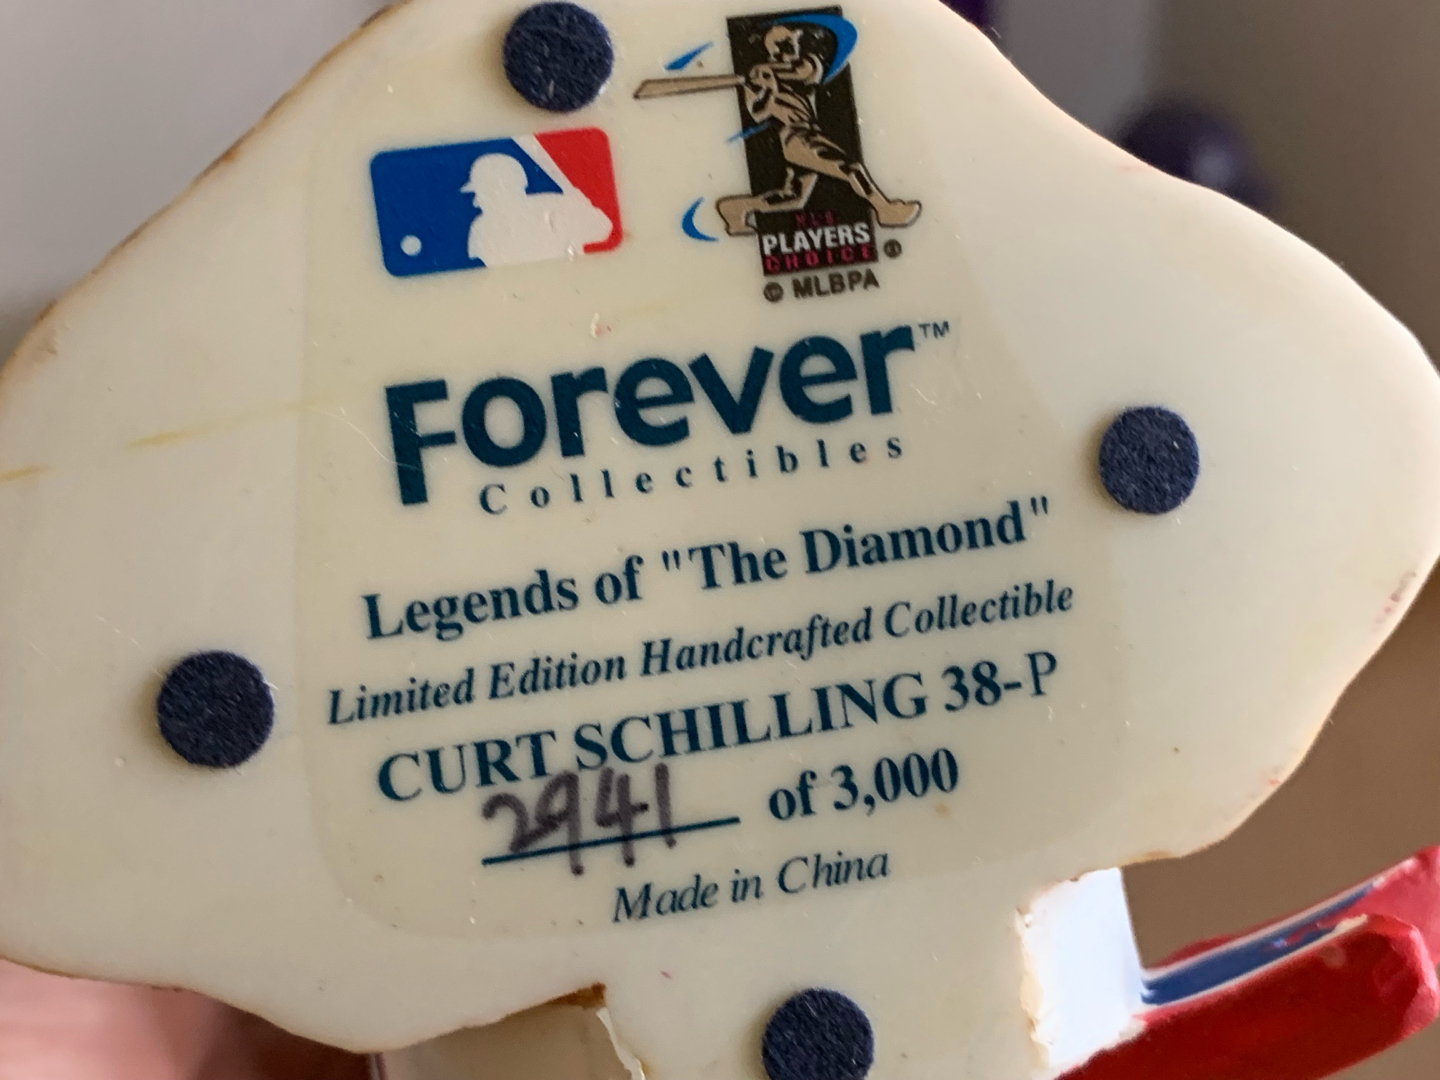 MLB
PLAYERS
CHOICE ®
© MLBPA
Forever™
Collectibles
Legends of "The Diamond"
Limited Edition Handcrafted Collectible
CURT SCHILLING 38-P
2941 of 3,000
Made in China